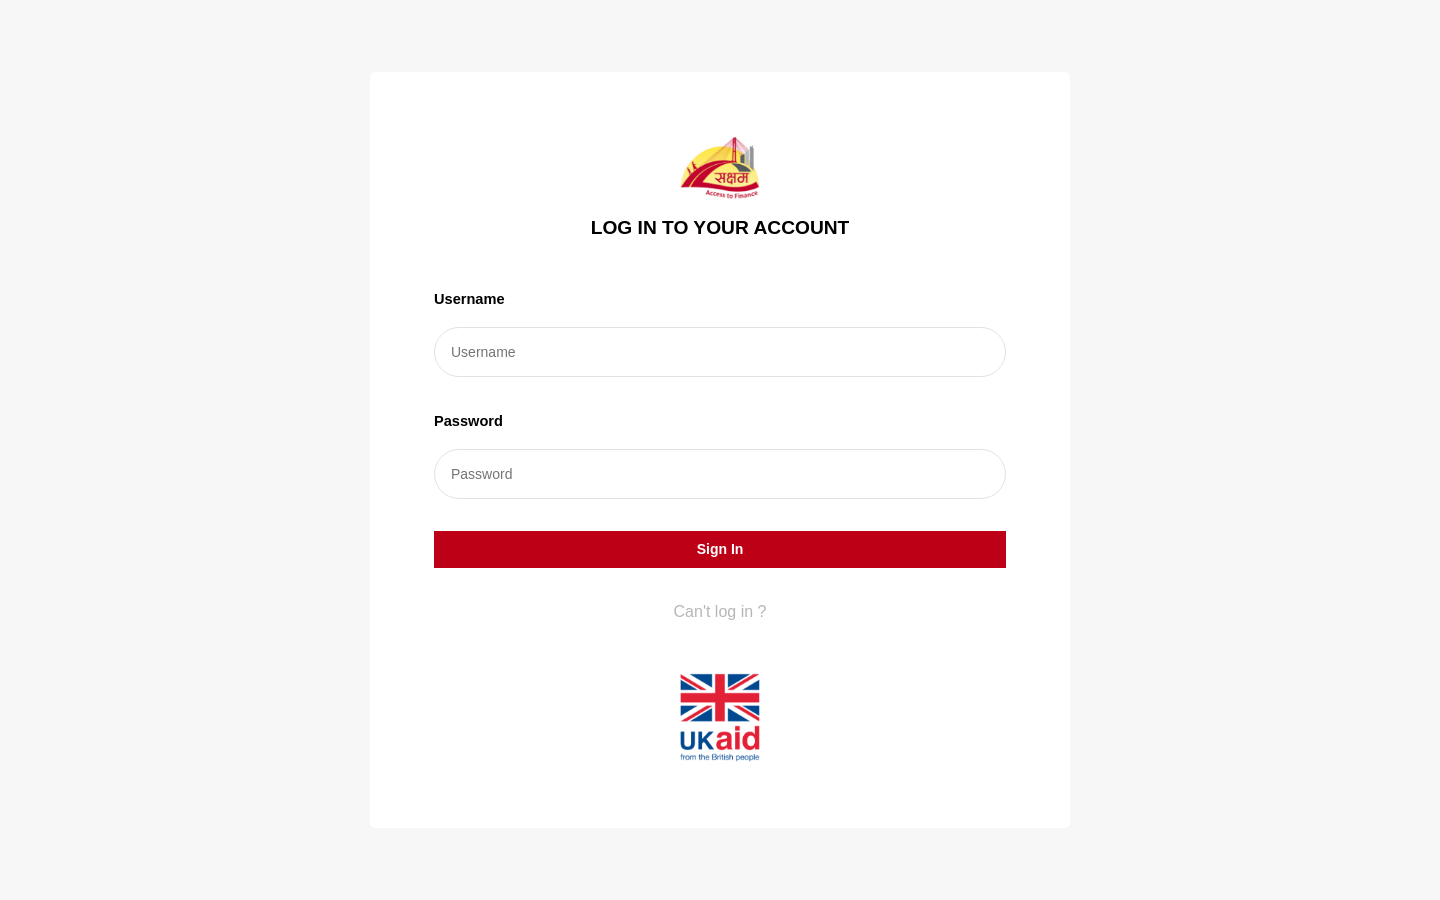 सक्षम
Access to Finance
LOG IN TO YOUR ACCOUNT
Username
Username
Password
Password
Sign In
Can't log in ?
UKaid
from the British people